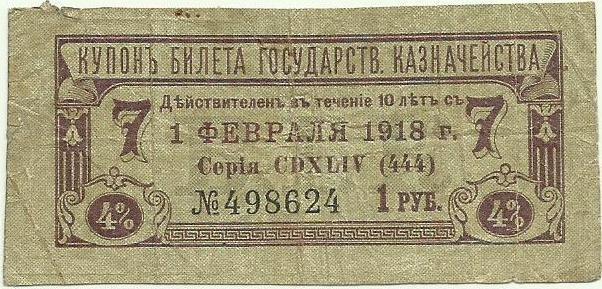 КУПОНЪ БИЛЕТА ГОСУДАРСТВ. КАЗНАЧЕЙСТВА
Дѣйствителенъ въ теченіе 10 лѣтъ съ
7 1 ФЕВРАЛЯ 1918 г. 7
Серія CDXLIV (444)
4% №498624 1 РУБ. 4%